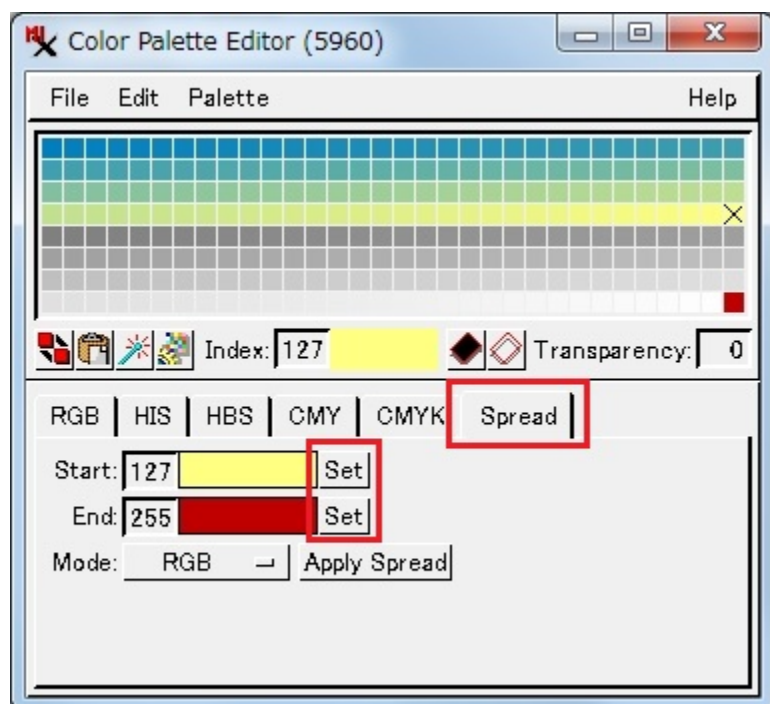 Color Palette Editor (5960)
File Edit Palette Help
Index: 127 Transparency: 0
RGB HIS HBS CMY CMYK Spread
Start: 127 Set
End: 255 Set
Mode: RGB Apply Spread